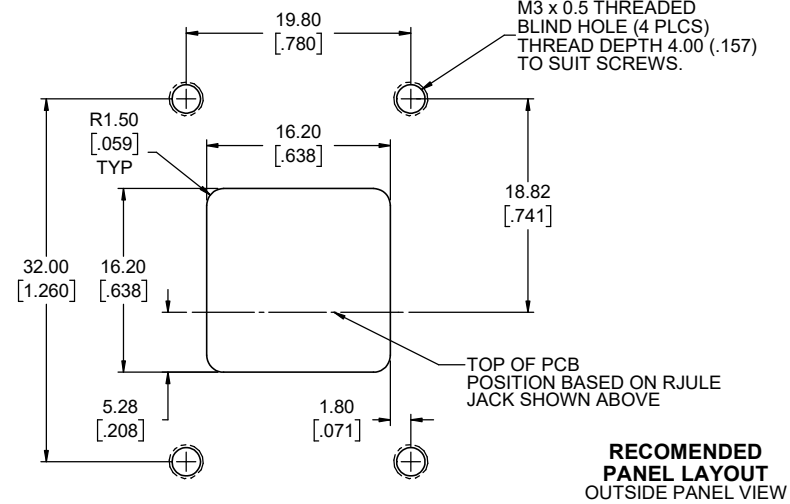 M3 x 0.5 THREADED
BLIND HOLE (4 PLCS)
THREAD DEPTH 4.00 (.157)
TO SUIT SCREWS.
19.80
[.780]
R1.50
[.059]
TYP
16.20
[.638]
18.82
[.741]
32.00
[1.260]
16.20
[.638]
TOP OF PCB
POSITION BASED ON RJULE
JACK SHOWN ABOVE
5.28
[.208]
1.80
[.071]
RECOMENDED
PANEL LAYOUT
OUTSIDE PANEL VIEW